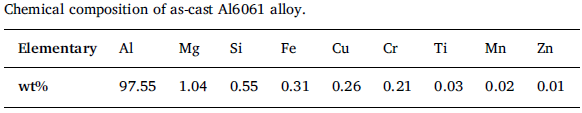 Chemical composition of as-cast Al6061 alloy.
Elementary Al Mg Si Fe Cu Cr Ti Mn Zn
wt% 97.55 1.04 0.55 0.31 0.26 0.21 0.03 0.02 0.01